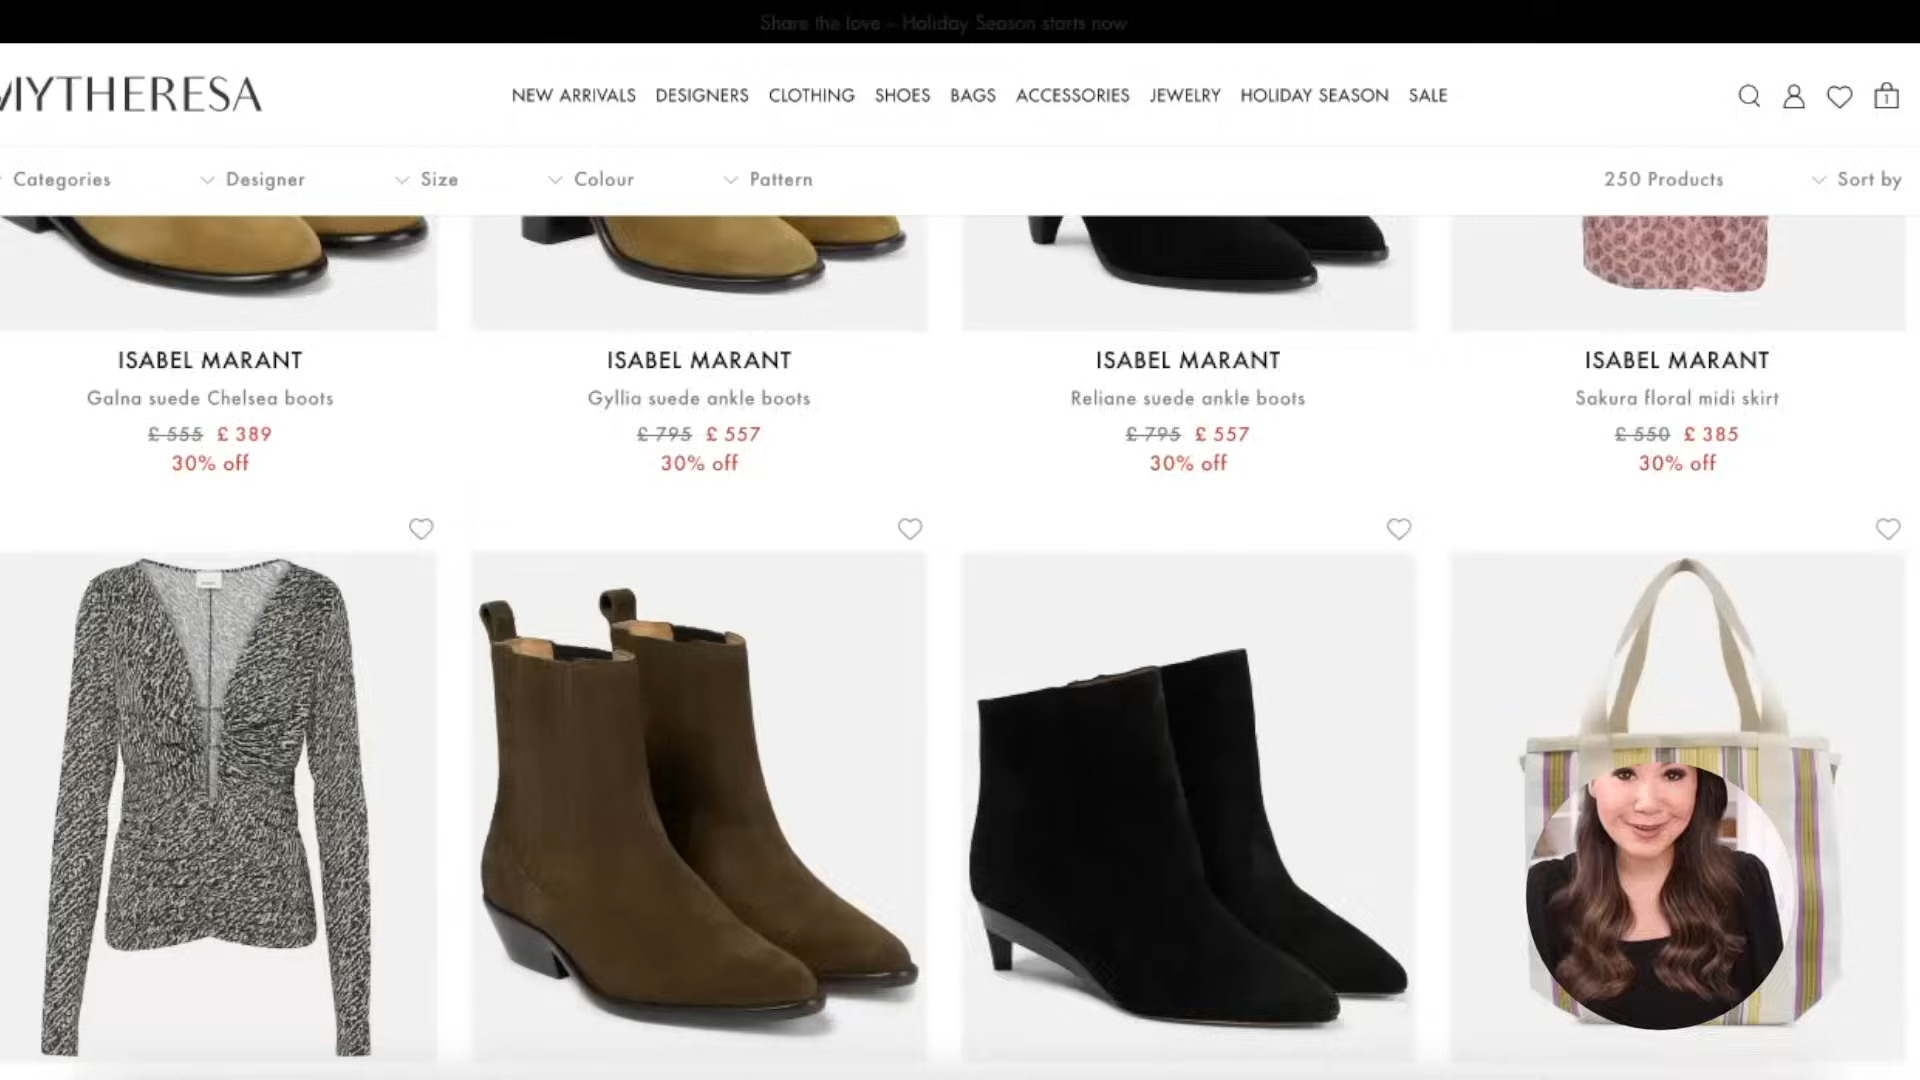 Share the love – Holiday Season starts now
MYTHERESA
NEW ARRIVALS DESIGNERS CLOTHING SHOES BAGS ACCESSORIES JEWELRY HOLIDAY SEASON SALE
1
Categories Designer Size Colour Pattern 250 Products Sort by
ISABEL MARANT
Galna suede Chelsea boots
£ 555 £ 389
30% off
ISABEL MARANT
Gyllia suede ankle boots
£ 795 £ 557
30% off
ISABEL MARANT
Reliane suede ankle boots
£ 795 £ 557
30% off
ISABEL MARANT
Sakura floral midi skirt
£ 550 £ 385
30% off